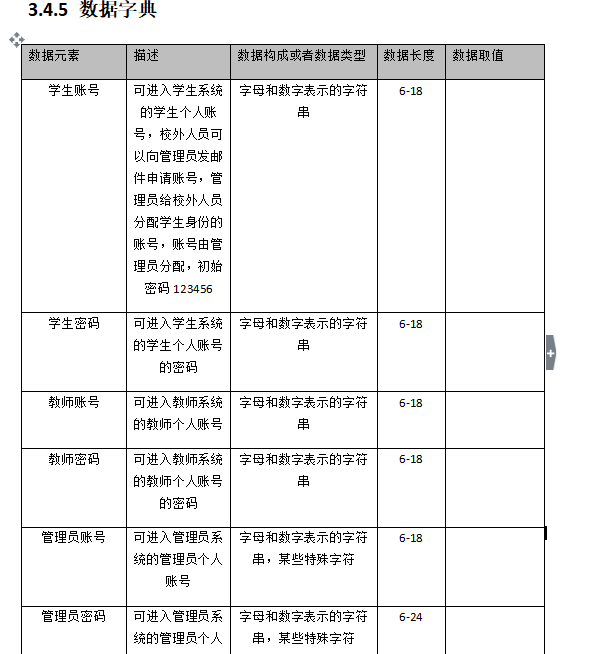 3.4.5 数据字典
数据元素 描述 数据构成或者数据类型 数据长度 数据取值
学生账号 可进入学生系统 字母和数字表示的字符 6-18
的学生个人账 串
号，校外人员可
以向管理员发邮
件申请账号，管
理员给校外人员
分配学生身份的
账号，账号由管
理员分配，初始
密码 123456
学生密码 可进入学生系统 字母和数字表示的字符 6-18
的学生个人账号 串
的密码
教师账号 可进入教师系统 字母和数字表示的字符 6-18
的教师个人账号 串
教师密码 可进入教师系统 字母和数字表示的字符 6-18
的教师个人账号 串
的密码
管理员账号 可进入管理员系 字母和数字表示的字符 6-18
统的管理员个人 串，某些特殊字符
账号
管理员密码 可进入管理员系 字母和数字表示的字符 6-24
统的管理员个人 串，某些特殊字符